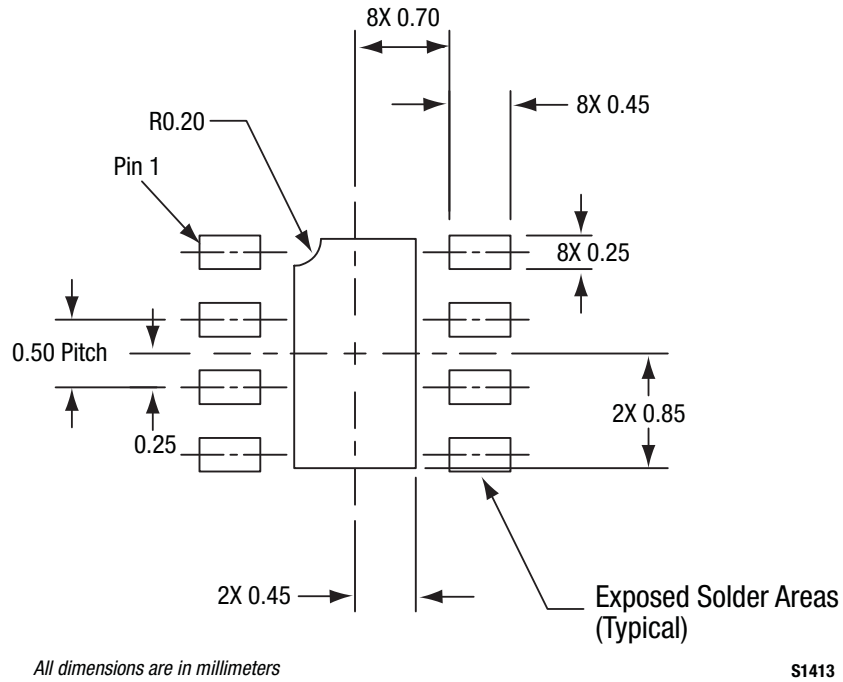 8X 0.70
8X 0.45
R0.20
Pin 1
8X 0.25
0.50 Pitch
2X 0.85
0.25
2X 0.45
Exposed Solder Areas
(Typical)
All dimensions are in millimeters
S1413